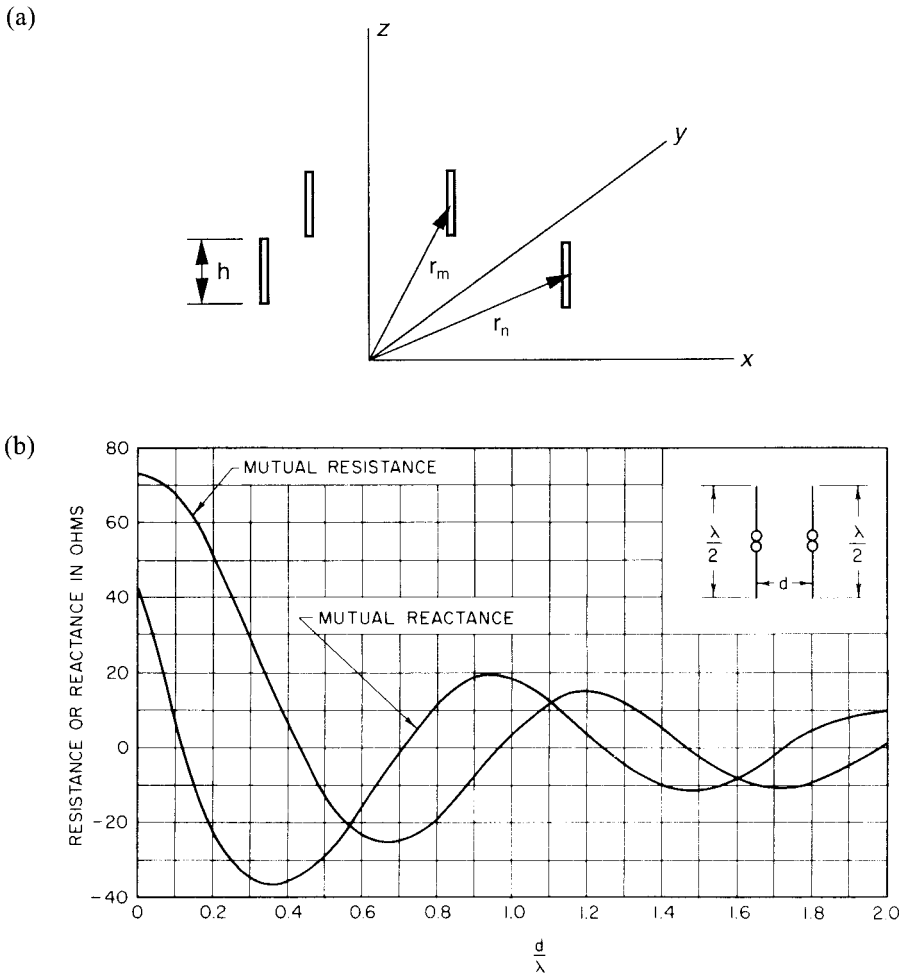 (a)
z
y
h
r_m
r_n
x
(b)
RESISTANCE OR REACTANCE IN OHMS
80
60
40
20
0
-20
-40
MUTUAL RESISTANCE
MUTUAL REACTANCE
λ/2
d
λ/2
0 0.2 0.4 0.6 0.8 1.0 1.2 1.4 1.6 1.8 2.0
d/λ